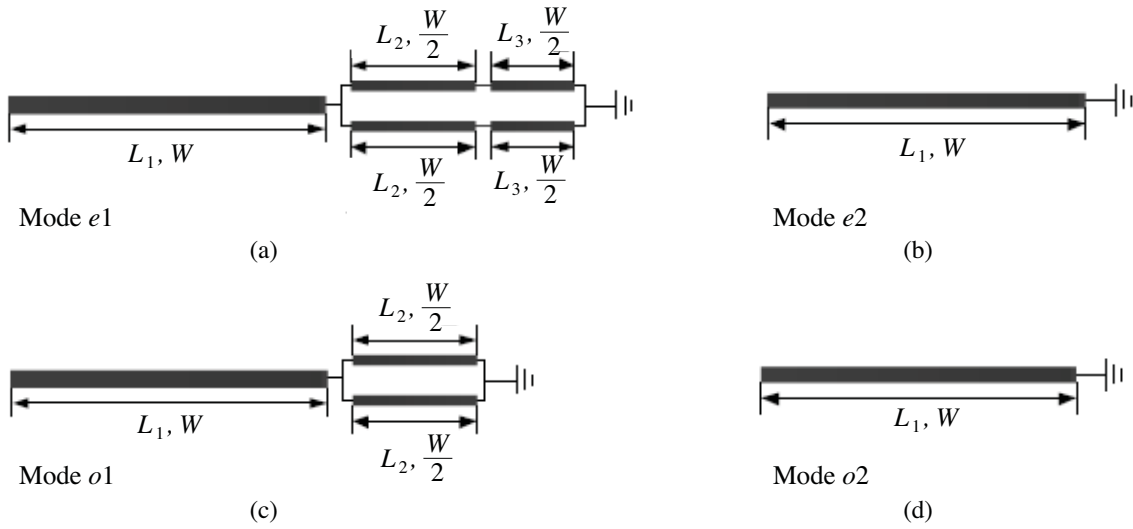 L₂, W/2 L₃, W/2
L₁, W
L₂, W/2 L₃, W/2
Mode e1
(a)
L₁, W
Mode e2
(b)
L₂, W/2
L₁, W
L₂, W/2
Mode o1
(c)
L₁, W
Mode o2
(d)